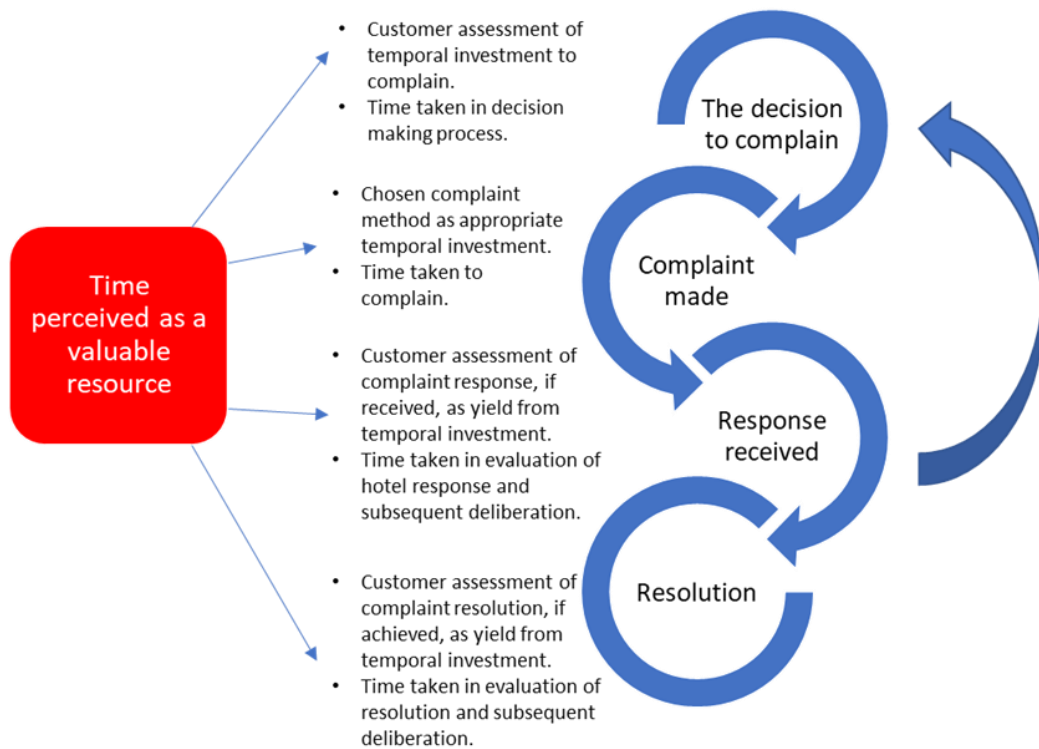 Time
perceived as a
valuable
resource
• Customer assessment of
temporal investment to
complain.
• Time taken in decision
making process.
• Chosen complaint
method as appropriate
temporal investment.
• Time taken to
complain.
• Customer assessment of
complaint response, if
received, as yield from
temporal investment.
• Time taken in evaluation of
hotel response and
subsequent deliberation.
• Customer assessment of
complaint resolution, if
achieved, as yield from
temporal investment.
• Time taken in evaluation of
resolution and subsequent
deliberation.
The decision
to complain
Complaint
made
Response
received
Resolution